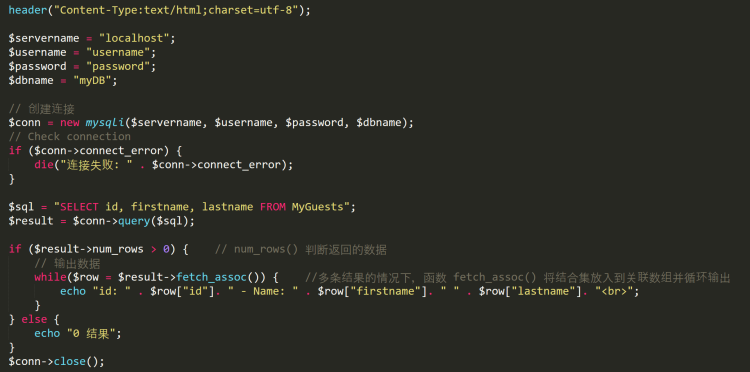 header("Content-Type:text/html;charset=utf-8");

$servername = "localhost";
$username = "username";
$password = "password";
$dbname = "myDB";

// 创建连接
$conn = new mysqli($servername, $username, $password, $dbname);
// Check connection
if ($conn->connect_error) {
    die("连接失败: " . $conn->connect_error);
}

$sql = "SELECT id, firstname, lastname FROM MyGuests";
$result = $conn->query($sql);

if ($result->num_rows > 0) {    // num_rows() 判断返回的数据
    // 输出数据
    while($row = $result->fetch_assoc()) {    //多条结果的情况下，函数 fetch_assoc() 将结合集放入到关联数组并循环输出
        echo "id: " . $row["id"]. " - Name: " . $row["firstname"]. " " . $row["lastname"]. "<br>";
    }
} else {
    echo "0 结果";
}
$conn->close();